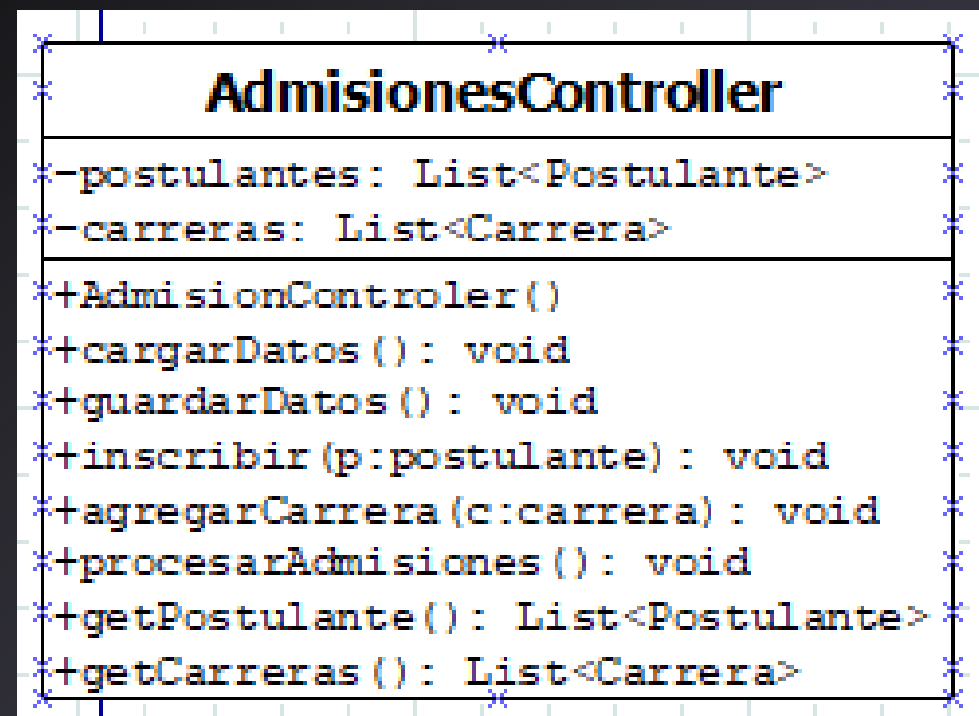 AdmisionesController
-postulantes: List<Postulante>
-carreras: List<Carrera>
+AdmisionControler()
+cargarDatos(): void
+guardarDatos(): void
+inscribir(p:postulante): void
+agregarCarrera(c:carrera): void
+procesarAdmisiones(): void
+getPostulante(): List<Postulante>
+getCarreras(): List<Carrera>